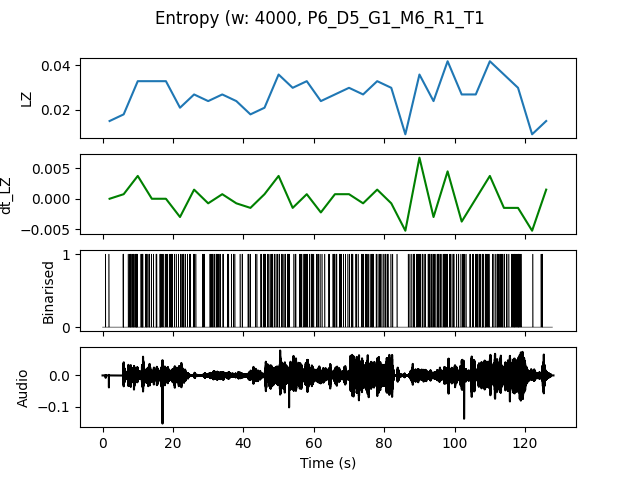 Entropy (w: 4000, P6_D5_G1_M6_R1_T1
0.04
0.02
LZ
0.005
0.000
−0.005
dt_LZ
1
0
Binarised
0.0
−0.1
Audio
0 20 40 60 80 100 120
Time (s)